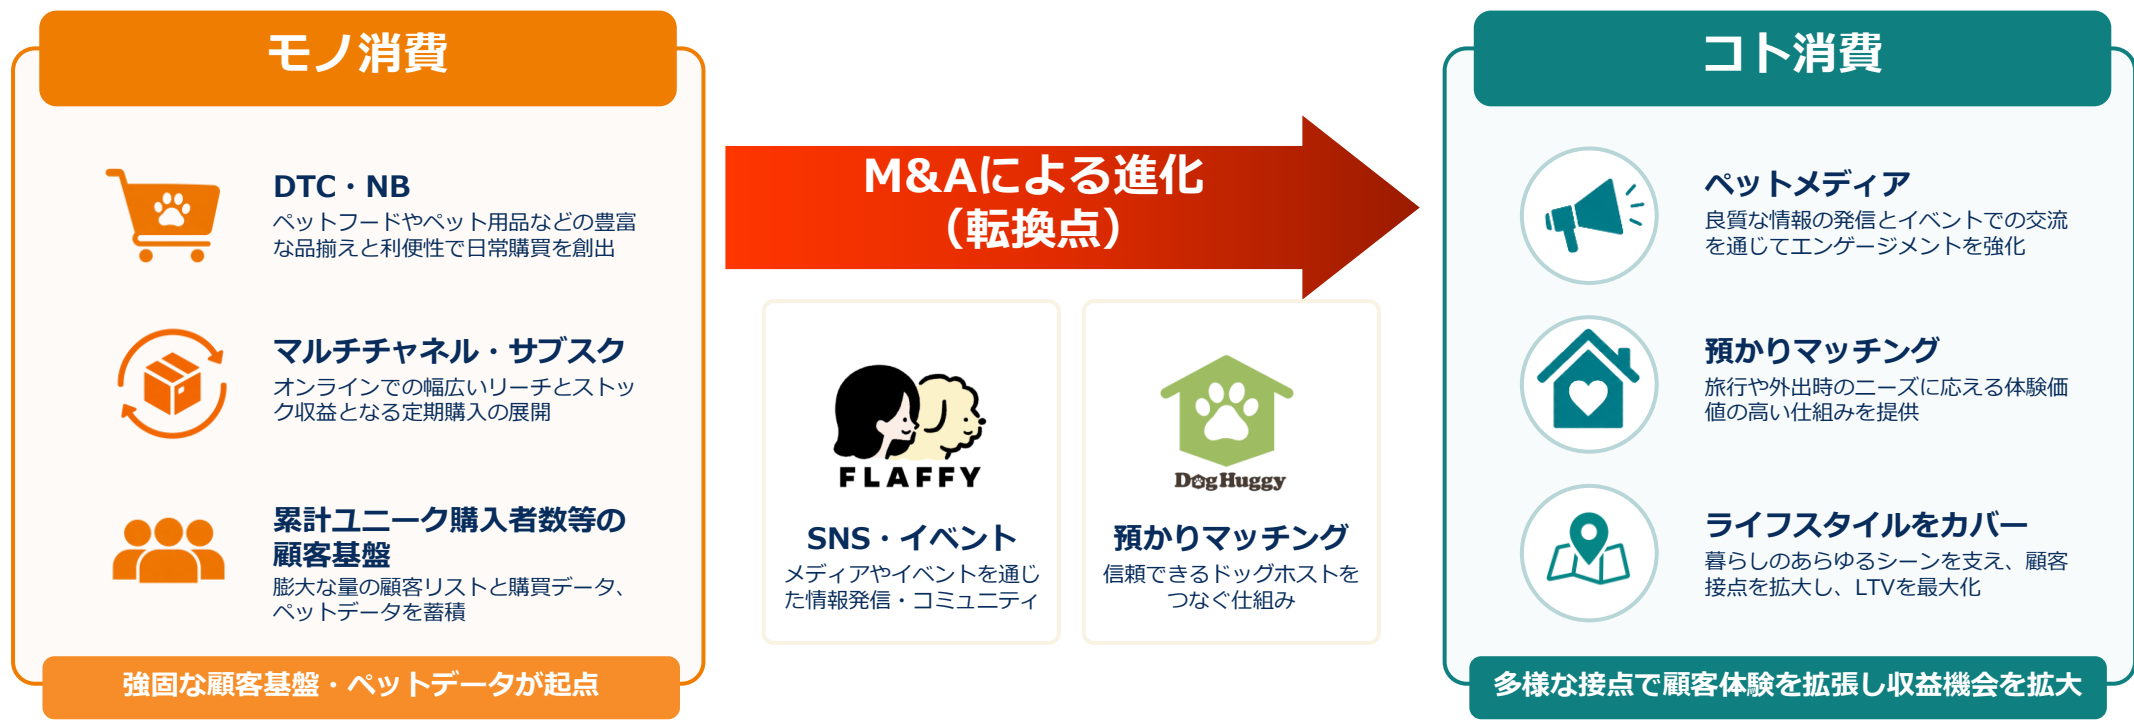 モノ消費
DTC・NB
ペットフードやペット用品などの豊富
な品揃えと利便性で日常購買を創出
マルチチャネル・サブスク
オンラインでの幅広いリーチとストッ
ク収益となる定期購入の展開
累計ユニーク購入者数等の
顧客基盤
膨大な量の顧客リストと購買データ、
ペットデータを蓄積
強固な顧客基盤・ペットデータが起点
M&Aによる進化
（転換点）
FLAFFY
SNS・イベント
メディアやイベントを通じ
た情報発信・コミュニティ
DogHuggy
預かりマッチング
信頼できるドッグホストを
つなぐ仕組み
コト消費
ペットメディア
良質な情報の発信とイベントでの交流
を通じてエンゲージメントを強化
預かりマッチング
旅行や外出時のニーズに応える体験価
値の高い仕組みを提供
ライフスタイルをカバー
暮らしのあらゆるシーンを支え、顧客
接点を拡大し、LTVを最大化
多様な接点で顧客体験を拡張し収益機会を拡大